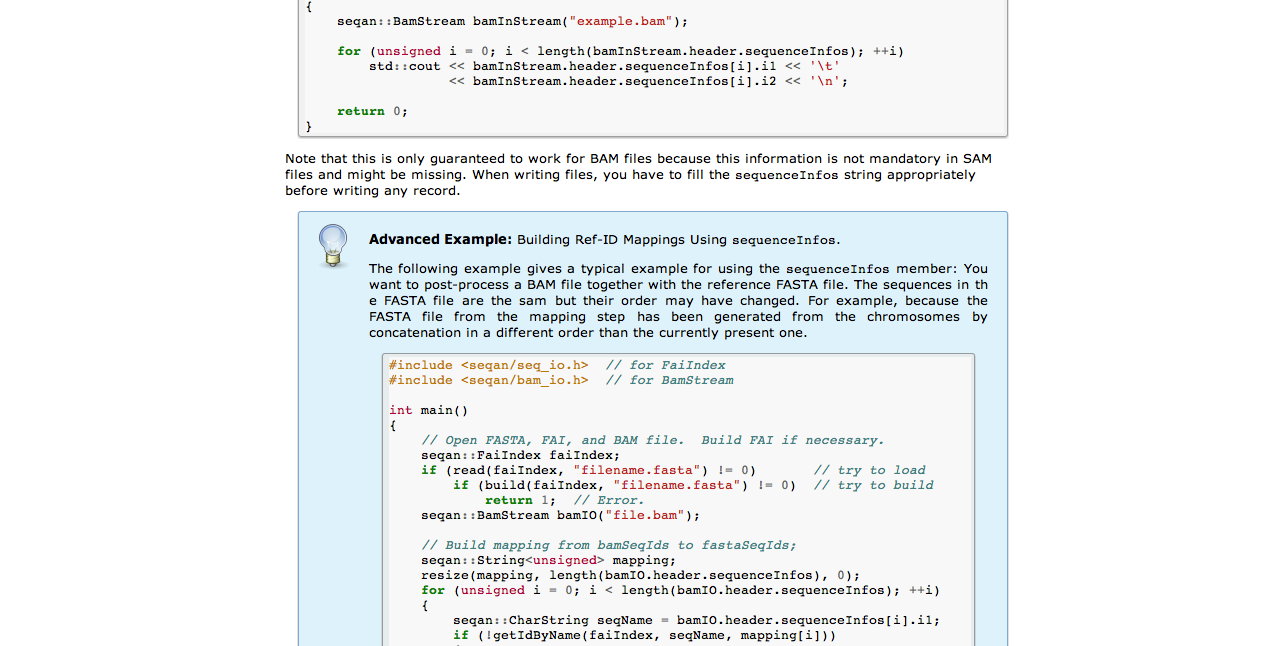 {
    seqan::BamStream bamInStream("example.bam");

    for (unsigned i = 0; i < length(bamInStream.header.sequenceInfos); ++i)
        std::cout << bamInStream.header.sequenceInfos[i].i1 << '\t'
                  << bamInStream.header.sequenceInfos[i].i2 << '\n';

    return 0;
}
Note that this is only guaranteed to work for BAM files because this information is not mandatory in SAM
files and might be missing. When writing files, you have to fill the sequenceInfos string appropriately
before writing any record.
Advanced Example: Building Ref-ID Mappings Using sequenceInfos.
The following example gives a typical example for using the sequenceInfos member: You
want to post-process a BAM file together with the reference FASTA file. The sequences in th
e FASTA file are the sam but their order may have changed. For example, because the
FASTA file from the mapping step has been generated from the chromosomes by
concatenation in a different order than the currently present one.
#include <seqan/seq_io.h>  // for FaiIndex
#include <seqan/bam_io.h>  // for BamStream

int main()
{
    // Open FASTA, FAI, and BAM file.  Build FAI if necessary.
    seqan::FaiIndex faiIndex;
    if (read(faiIndex, "filename.fasta") != 0)       // try to load
        if (build(faiIndex, "filename.fasta") != 0)  // try to build
            return 1;  // Error.
    seqan::BamStream bamIO("file.bam");

    // Build mapping from bamSeqIds to fastaSeqIds;
    seqan::String<unsigned> mapping;
    resize(mapping, length(bamIO.header.sequenceInfos), 0);
    for (unsigned i = 0; i < length(bamIO.header.sequenceInfos); ++i)
    {
        seqan::CharString seqName = bamIO.header.sequenceInfos[i].i1;
        if (!getIdByName(faiIndex, seqName, mapping[i]))